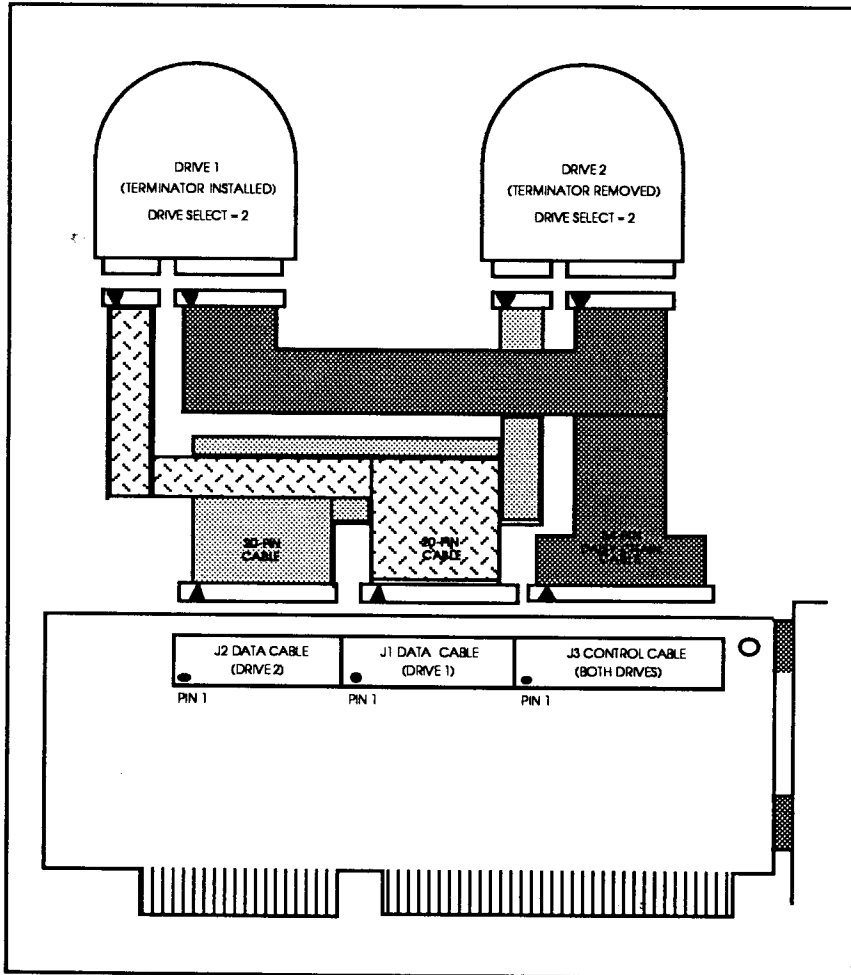 DRIVE 1
(TERMINATOR INSTALLED)
DRIVE SELECT = 2
DRIVE 2
(TERMINATOR REMOVED)
DRIVE SELECT = 2
20-PIN
CABLE
20-PIN
CABLE
CABLE
J2 DATA CABLE
(DRIVE 2)
J1 DATA CABLE
(DRIVE 1)
J3 CONTROL CABLE
(BOTH DRIVES)
PIN 1
PIN 1
PIN 1